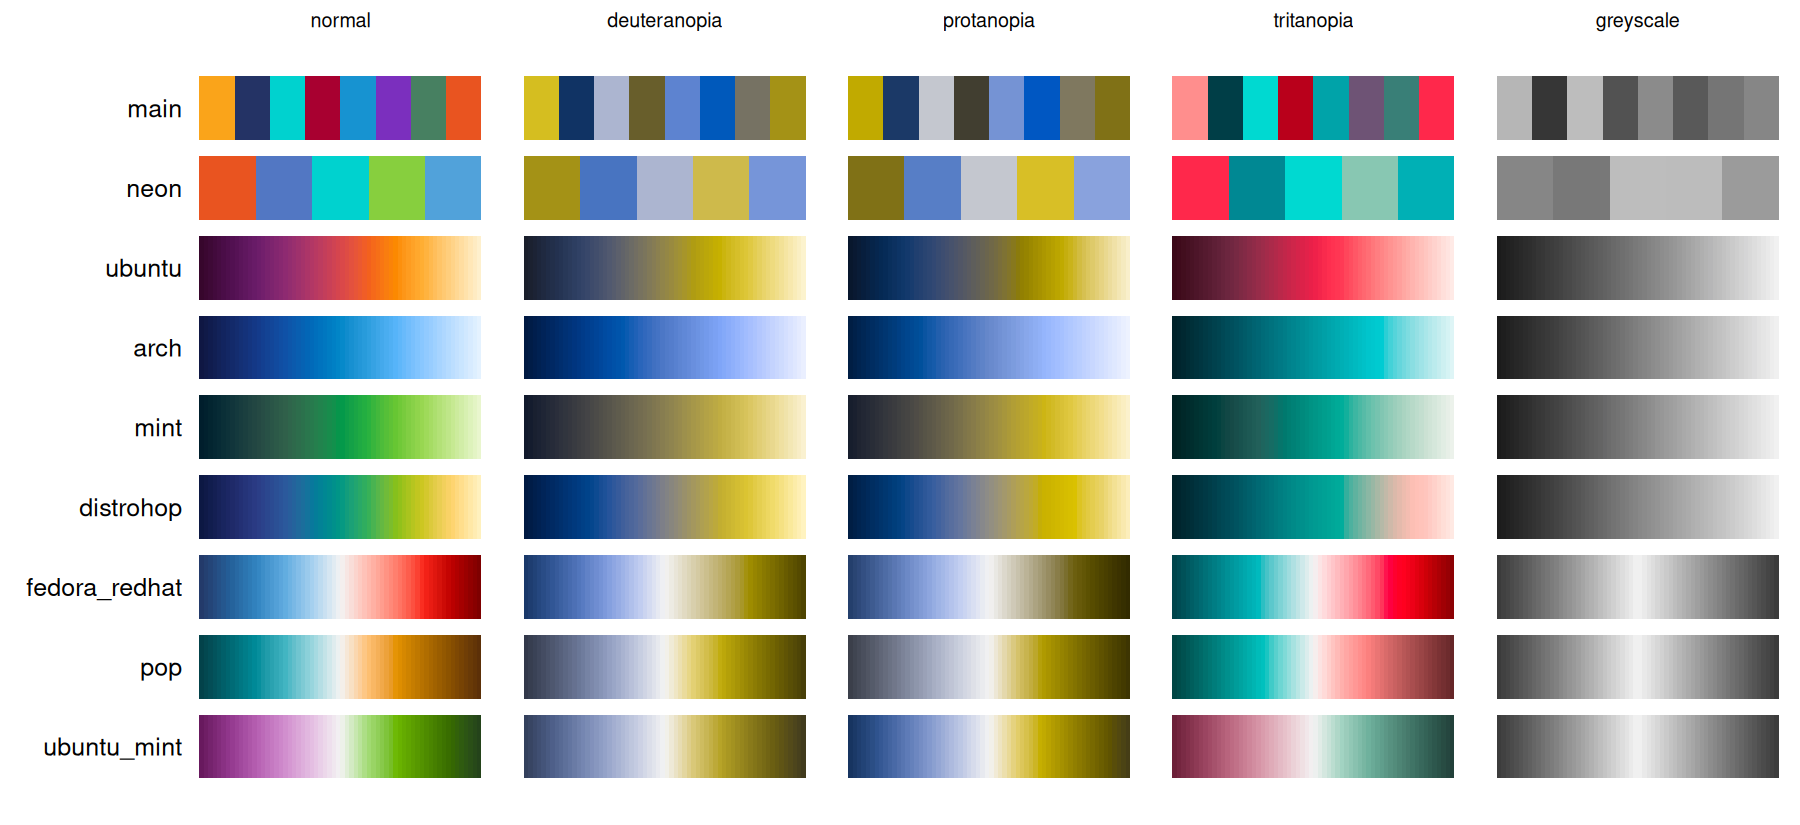 normal deuteranopia protanopia tritanopia greyscale
main
neon
ubuntu
arch
mint
distrohop
fedora_redhat
pop
ubuntu_mint